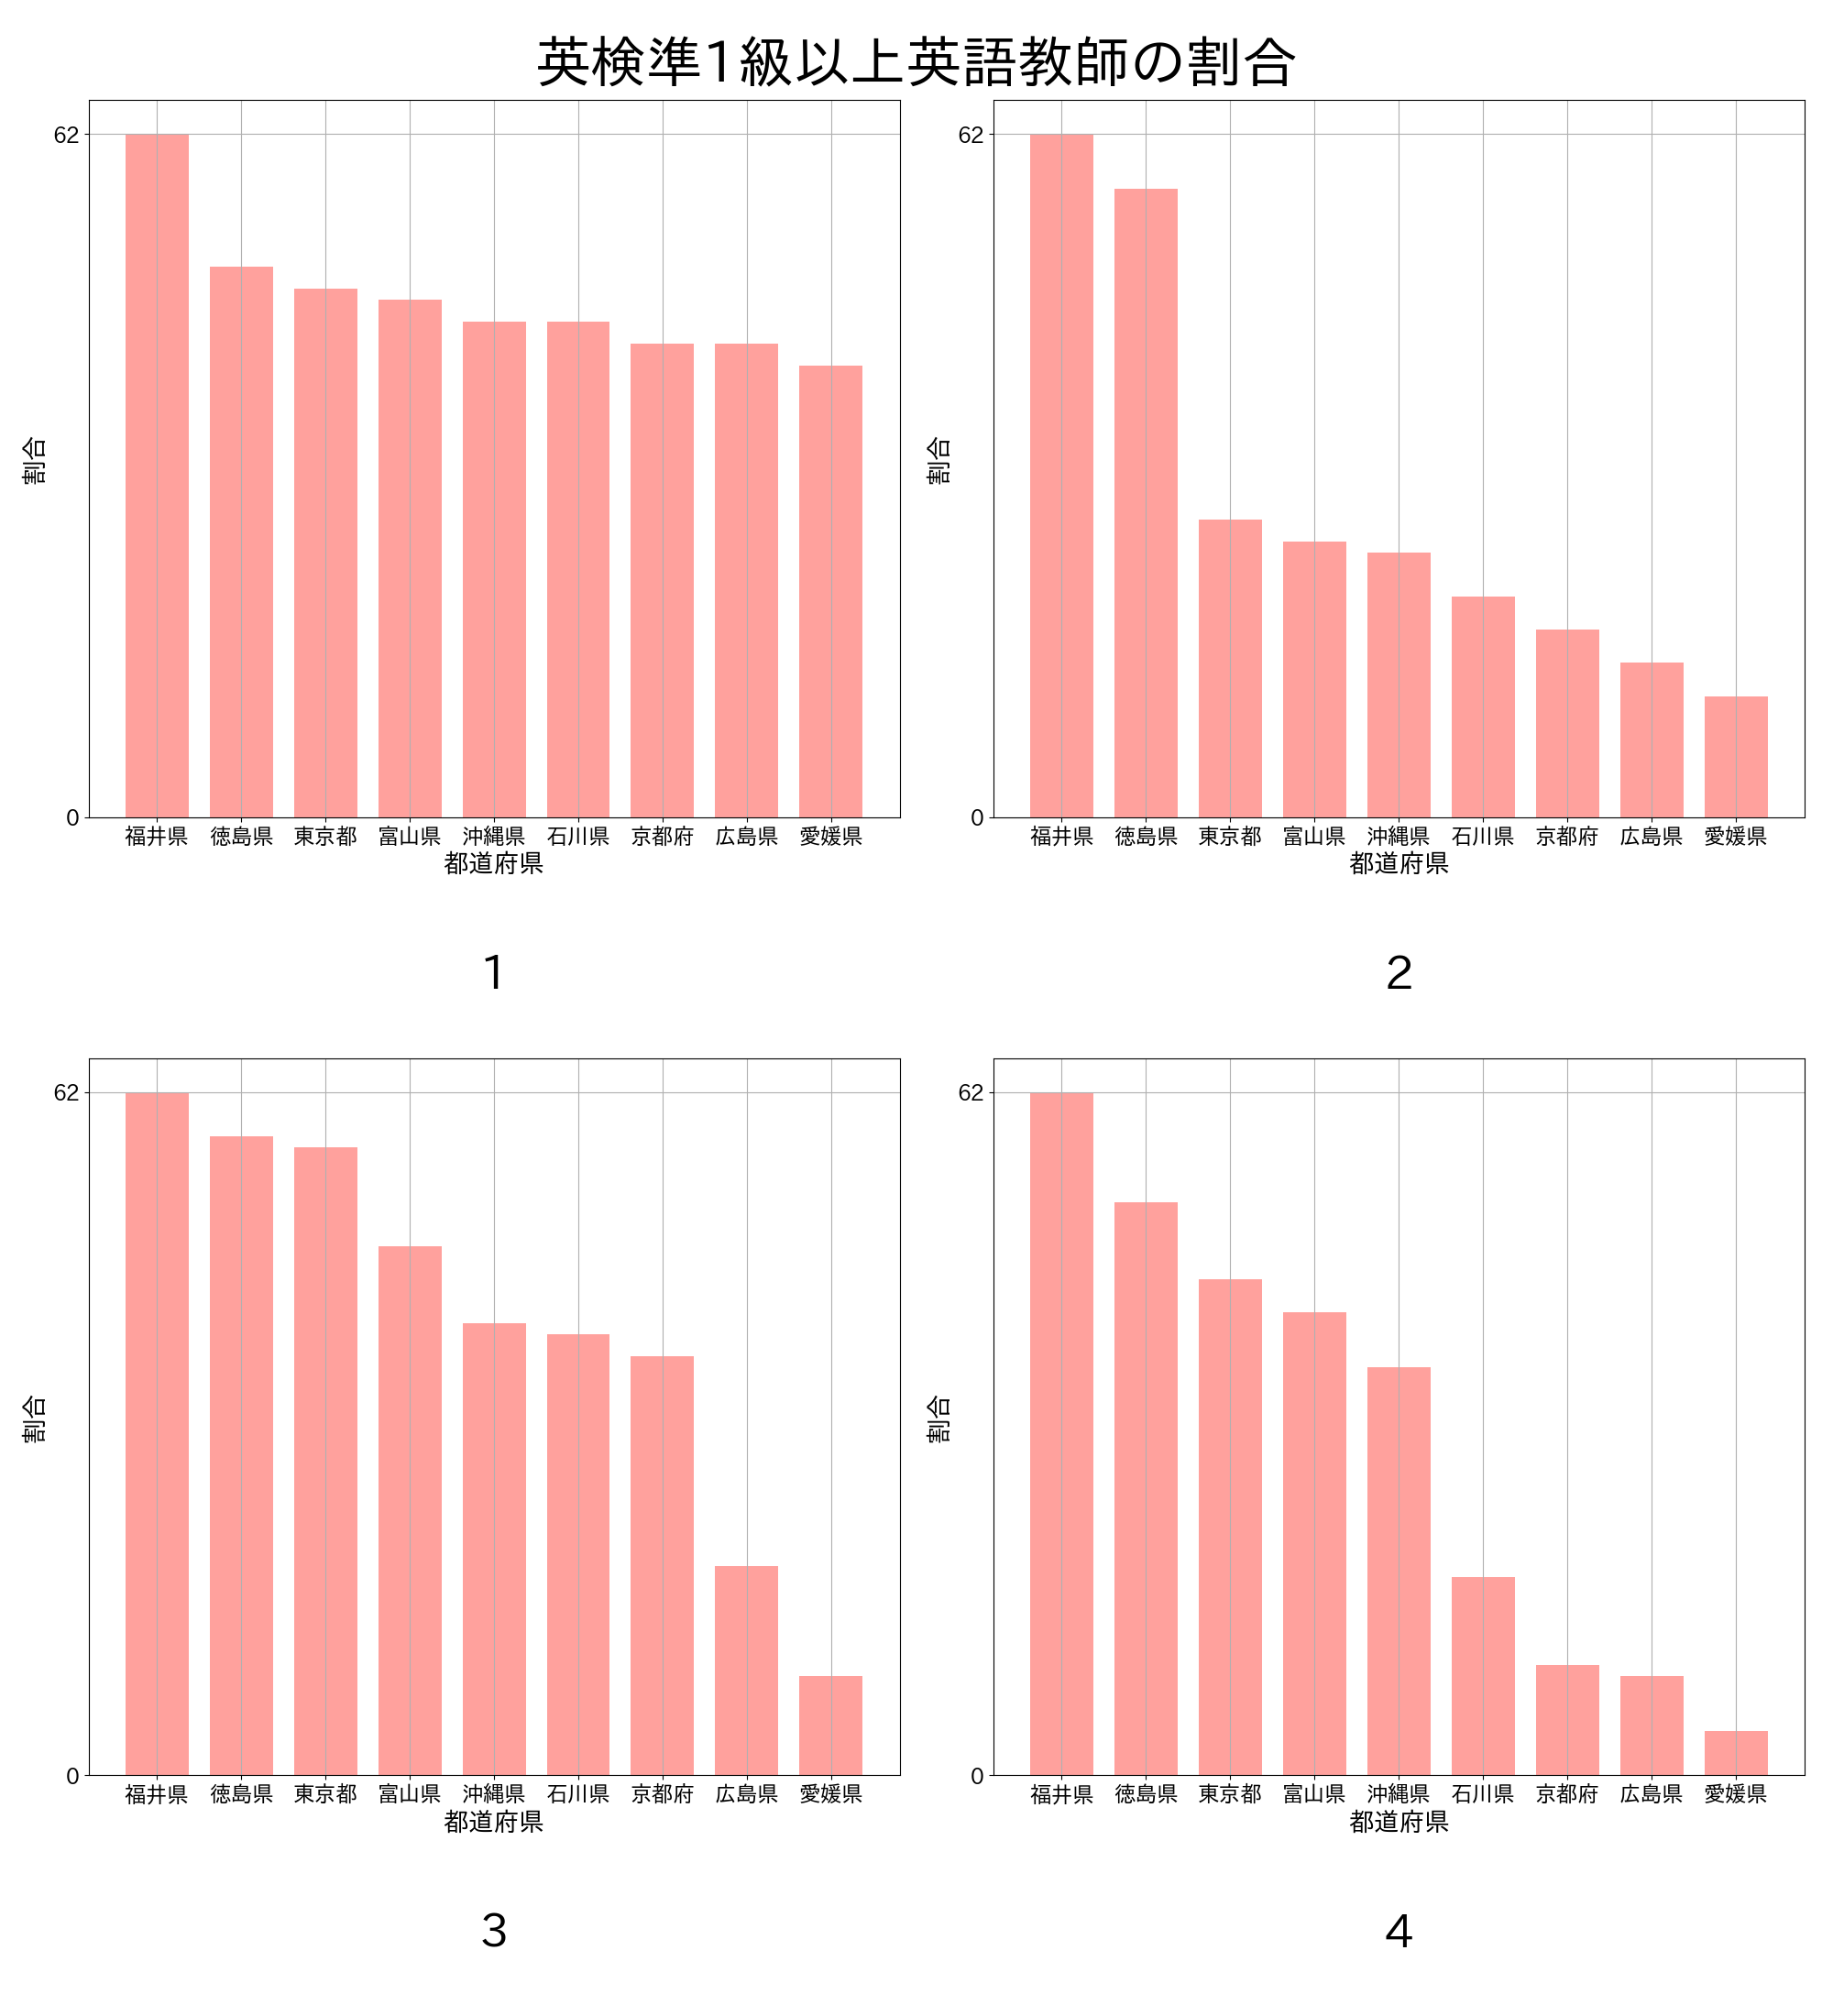 英検準1級以上英語教師の割合
62
0
割合
福井県 徳島県 東京都 富山県 沖縄県 石川県 京都府 広島県 愛媛県
都道府県
1
62
0
割合
福井県 徳島県 東京都 富山県 沖縄県 石川県 京都府 広島県 愛媛県
都道府県
2
62
0
割合
福井県 徳島県 東京都 富山県 沖縄県 石川県 京都府 広島県 愛媛県
都道府県
3
62
0
割合
福井県 徳島県 東京都 富山県 沖縄県 石川県 京都府 広島県 愛媛県
都道府県
4